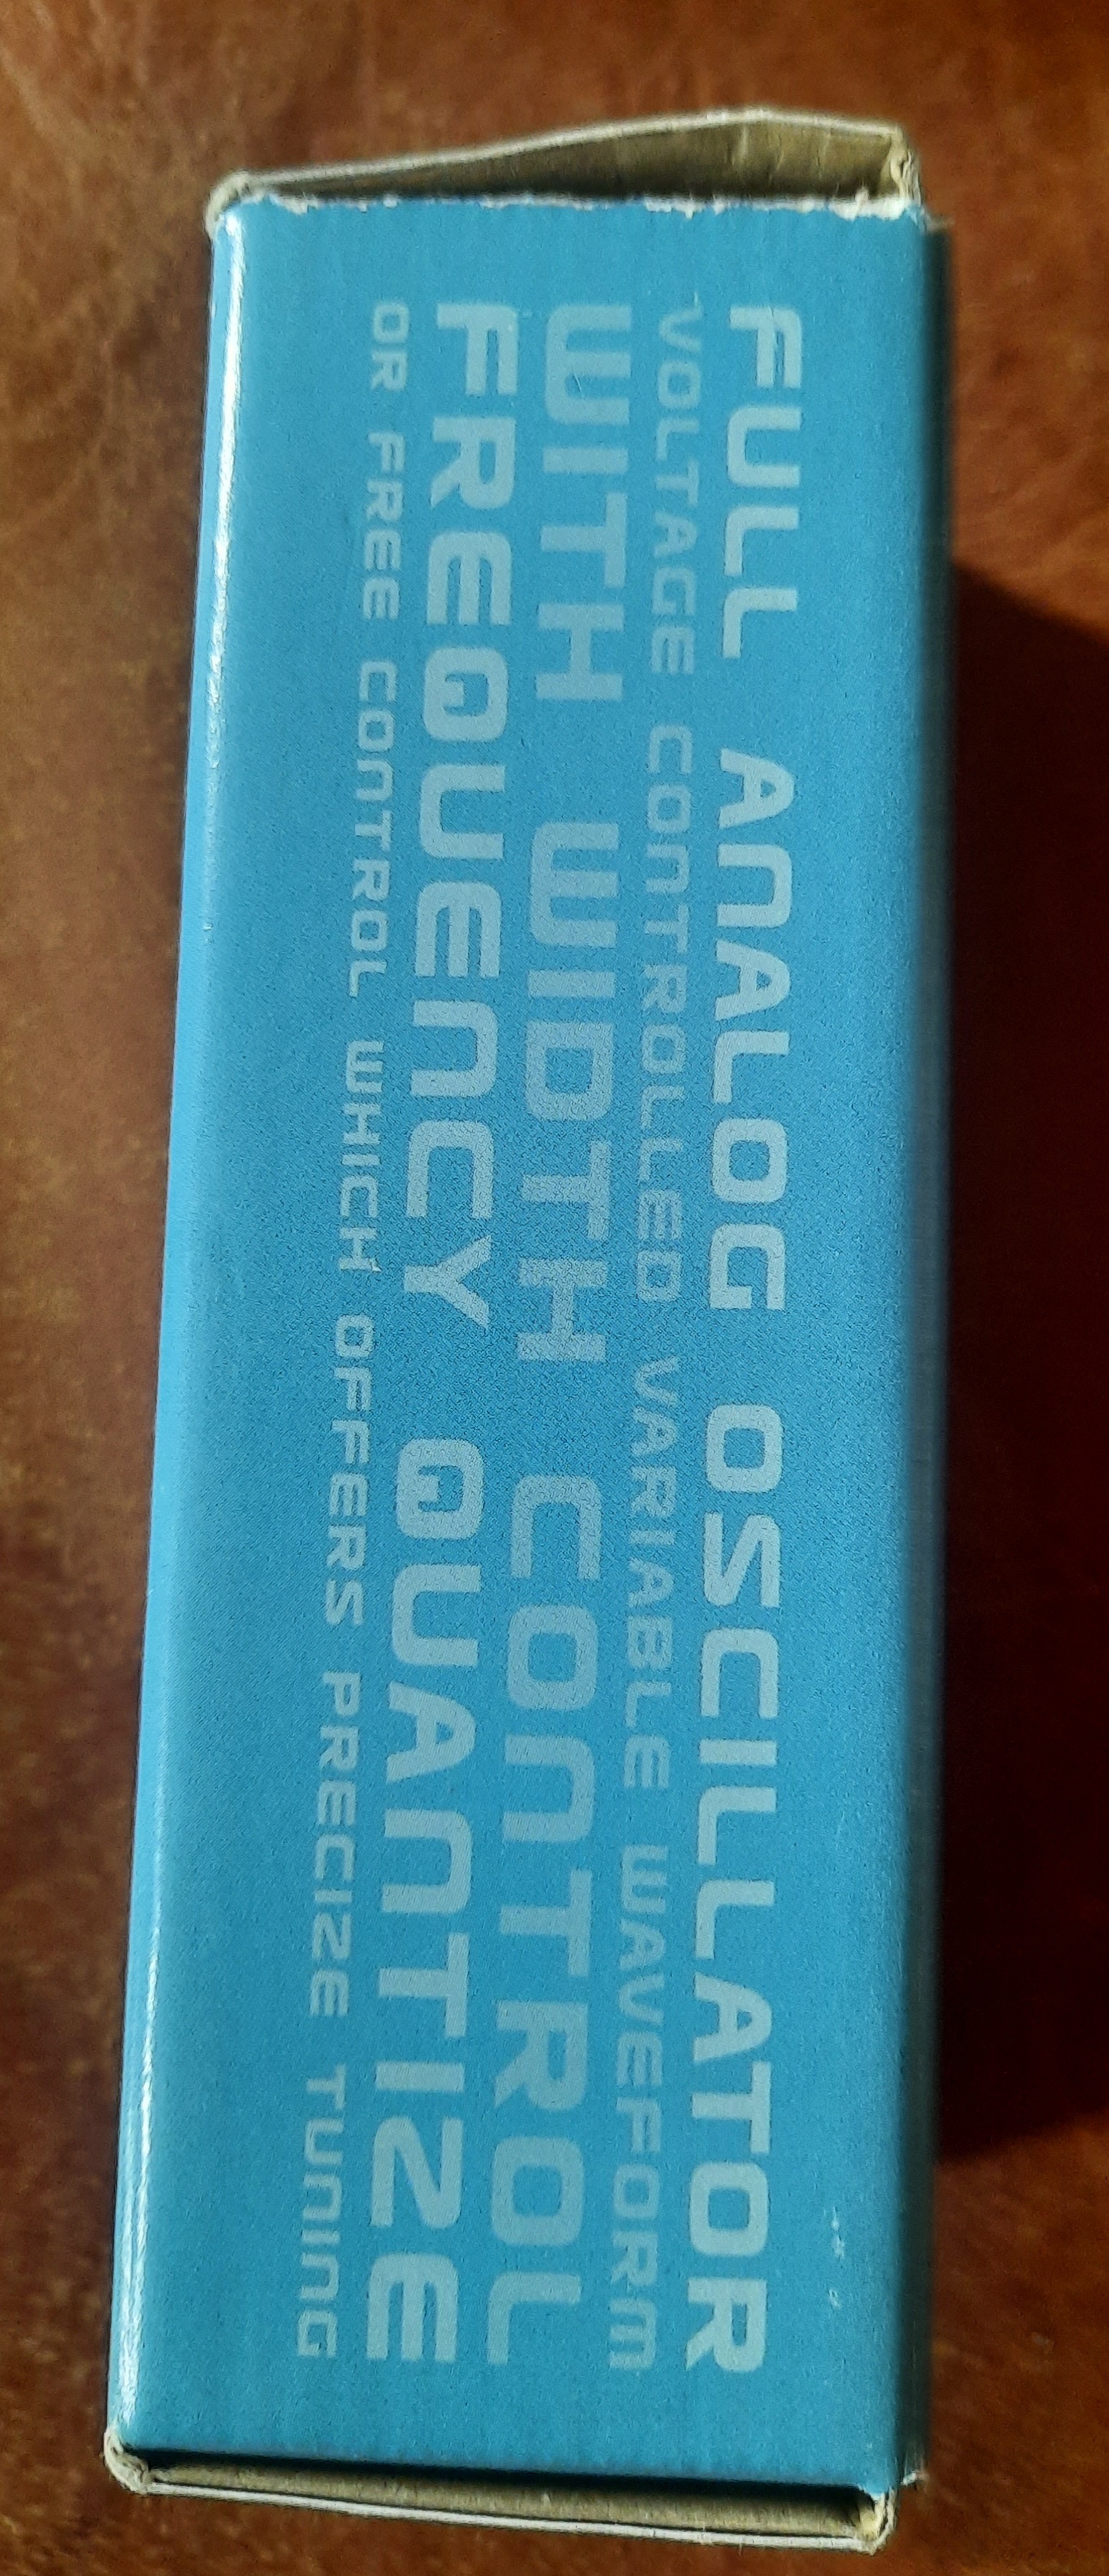 FULL ANALOG OSCILLATOR
VOLTAGE CONTROLLED VARIABLE WAVEFORM
WITH WIDTH CONTROL
FREQUENCY QUANTIZE
OR FREE CONTROL WHICH OFFERS PRECIZE TUNING